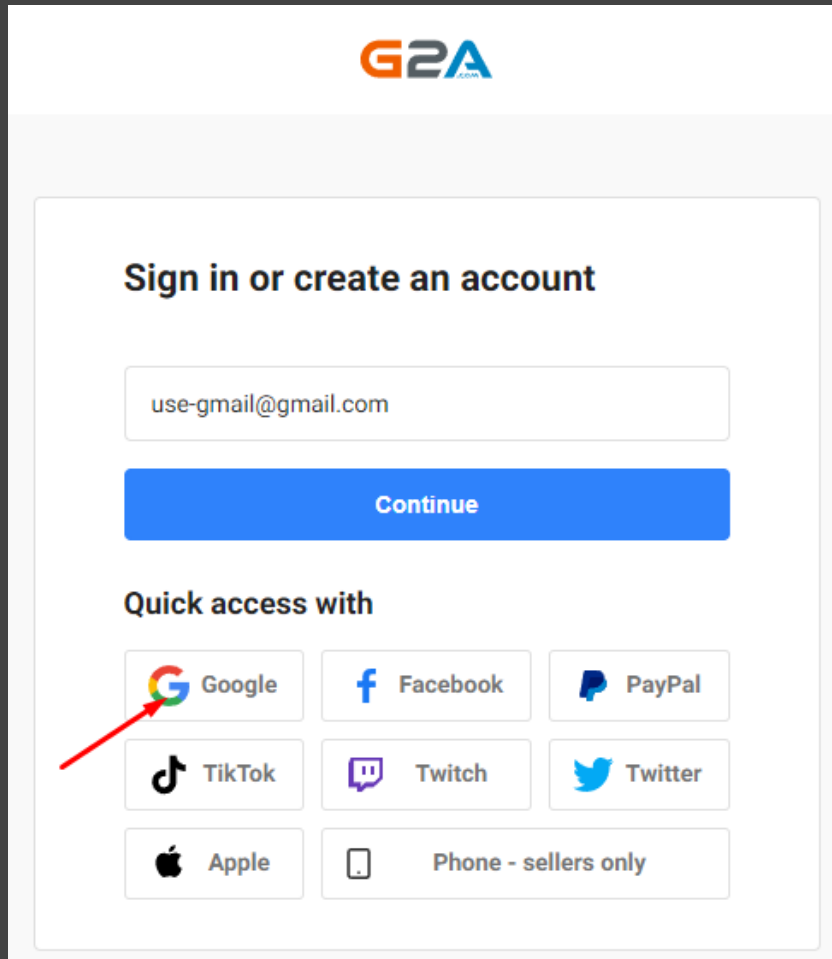 G2A
.COM
Sign in or create an account
use-gmail@gmail.com
Continue
Quick access with
Google Facebook PayPal
TikTok Twitch Twitter
Apple Phone - sellers only